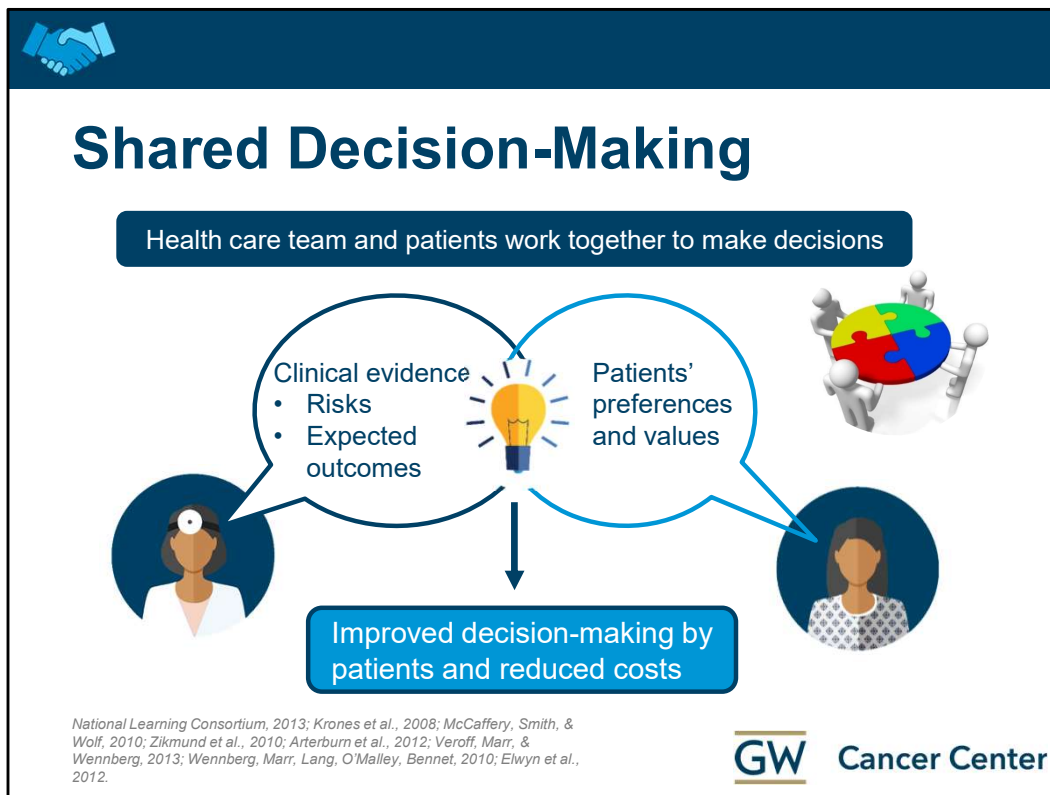 Shared Decision-Making
Health care team and patients work together to make decisions
Clinical evidence
• Risks
• Expected
outcomes
Patients’
preferences
and values
Improved decision-making by
patients and reduced costs
National Learning Consortium, 2013; Krones et al., 2008; McCaffery, Smith, &
Wolf, 2010; Zikmund et al., 2010; Arterburn et al., 2012; Veroff, Marr, &
Wennberg, 2013; Wennberg, Marr, Lang, O’Malley, Bennet, 2010; Elwyn et al.,
2012.
GW Cancer Center